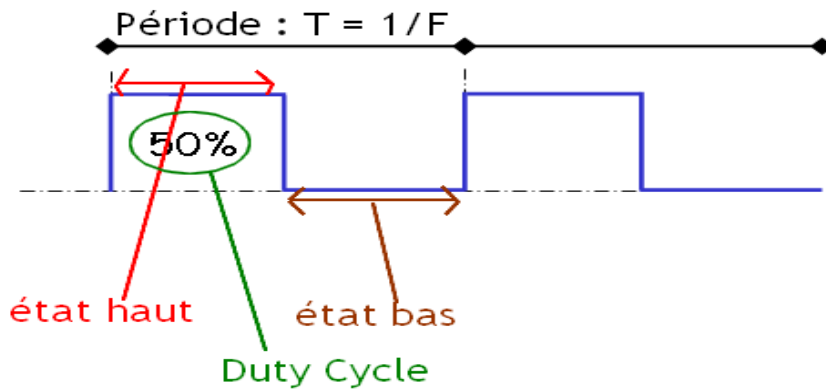 Période : T = 1/F
50%
état haut
état bas
Duty Cycle